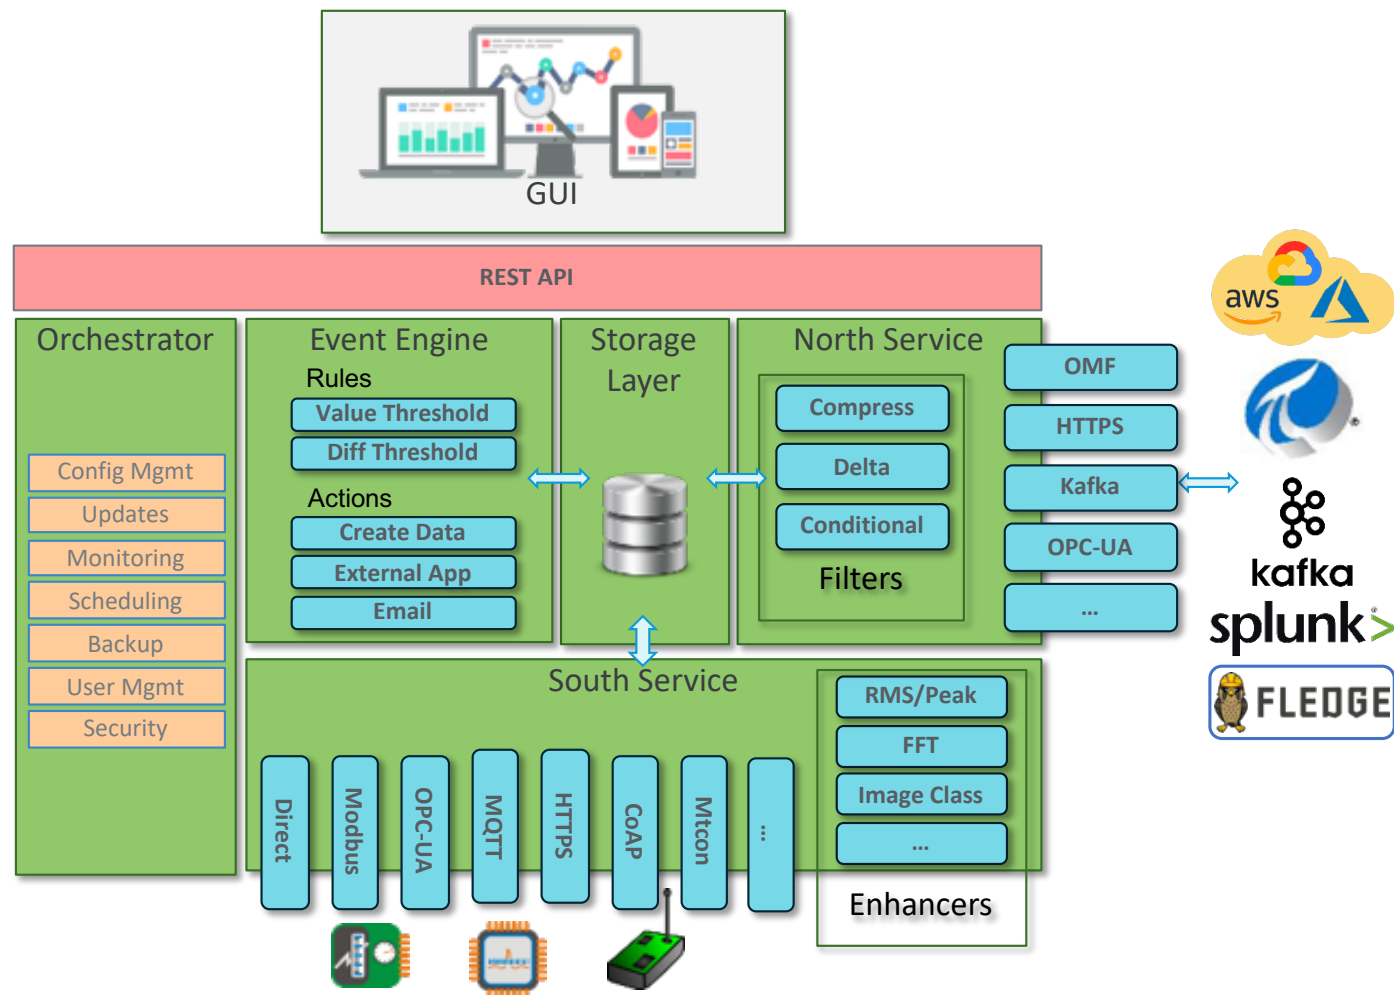 GUI
REST API
Orchestrator
Config Mgmt
Updates
Monitoring
Scheduling
Backup
User Mgmt
Security
Event Engine
Rules
Value Threshold
Diff Threshold
Actions
Create Data
External App
Email
Storage
Layer
North Service
Compress
Delta
Conditional
Filters
OMF
HTTPS
Kafka
OPC-UA
...
South Service
Direct
Modbus
OPC-UA
MQTT
HTTPS
CoAP
Mtcon
...
RMS/Peak
FFT
Image Class
...
Enhancers
aws
kafka
splunk>
FLEDGE